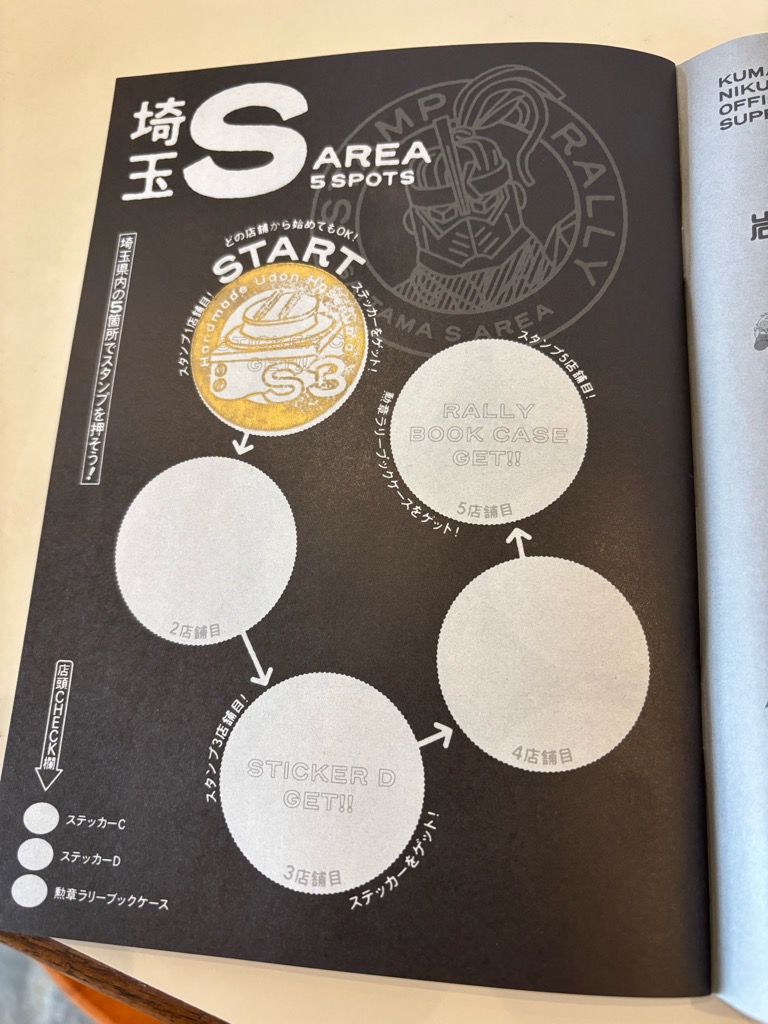 埼玉
S AREA
5 SPOTS
STAMP RALLY
S AREA
埼玉県内の5箇所でスタンプを押そう!
どの店舗から始めてもOK!
START
スタンプ1店舗目!
ステッカーをゲット!
Handmade Udon
S-3
2店舗目
スタンプ3店舗目!
STICKER D
GET!!
3店舗目
ステッカーをゲット!
4店舗目
スタンプ5店舗目!
RALLY
BOOK CASE
GET!!
5店舗目
勲章ラリーブックケースをゲット!
店頭CHECK欄
ステッカーC
ステッカーD
勲章ラリーブックケース
KUMA
NIKU
OFFI
SUPP
岩